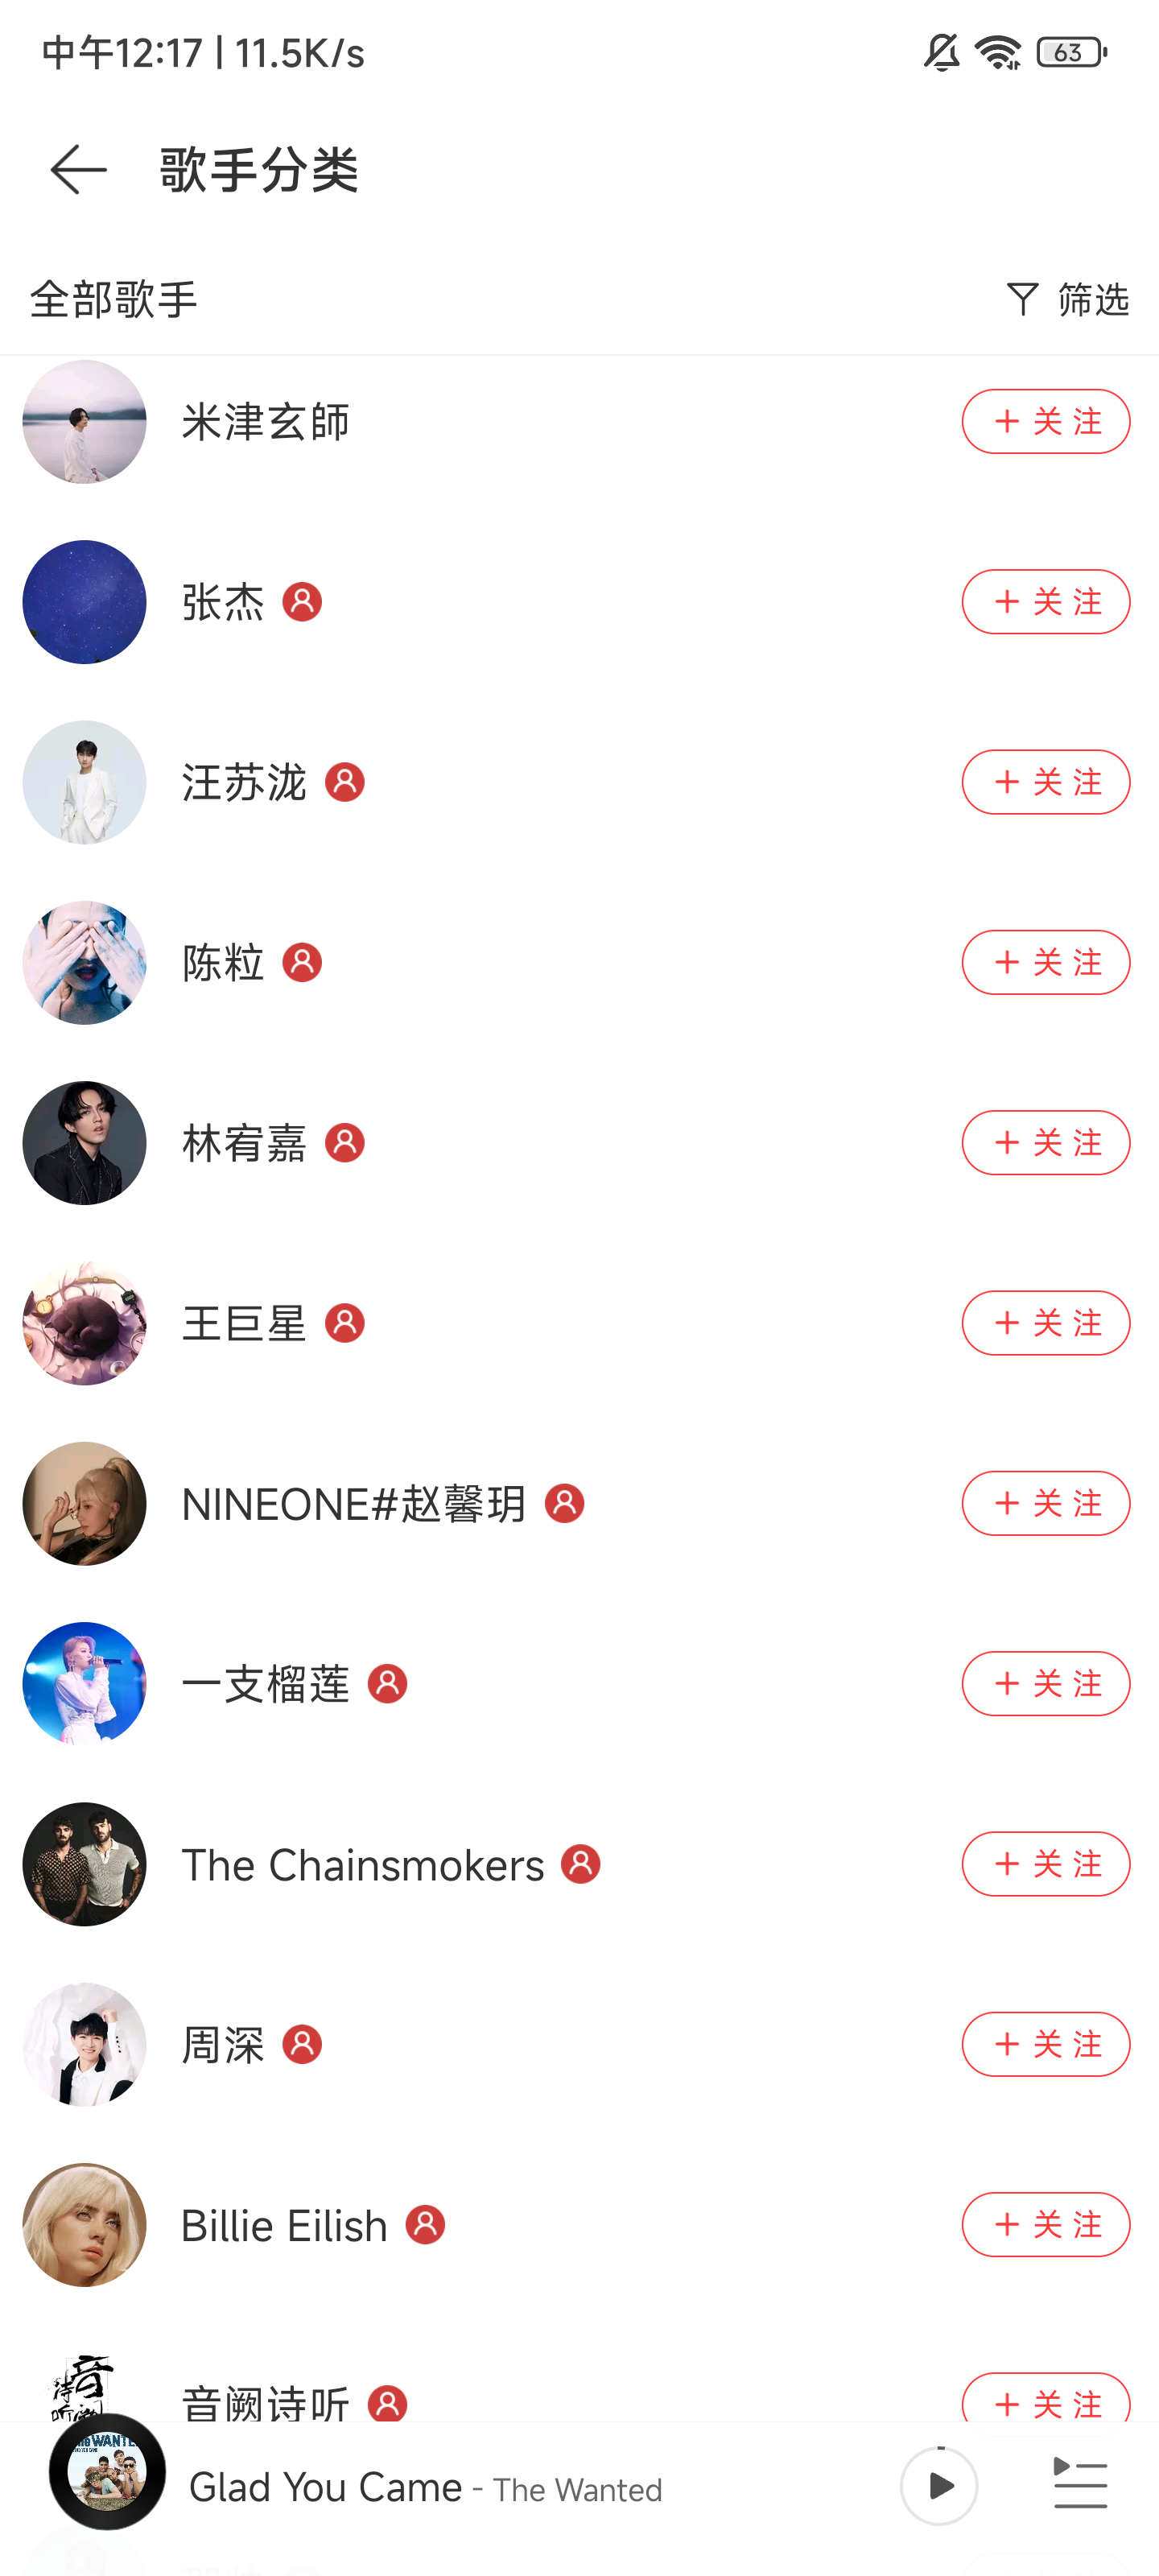 中午12:17 | 11.5K/s
63
歌手分类
全部歌手
筛选
米津玄師
+ 关注
张杰
+ 关注
汪苏泷
+ 关注
陈粒
+ 关注
林宥嘉
+ 关注
王巨星
+ 关注
NINEONE#赵馨玥
+ 关注
一支榴莲
+ 关注
The Chainsmokers
+ 关注
周深
+ 关注
Billie Eilish
+ 关注
音阙诗听
+ 关注
Glad You Came - The Wanted